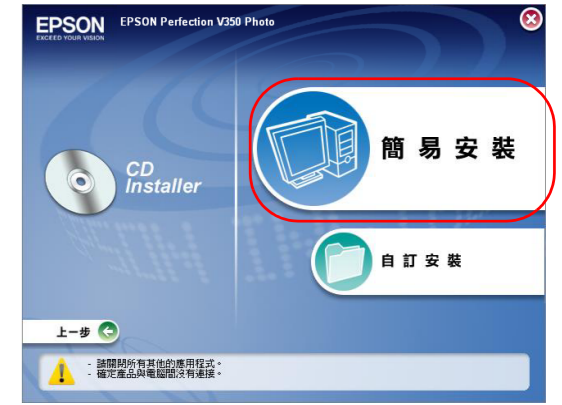 EPSON
EXCEED YOUR VISION
EPSON Perfection V350 Photo
簡易安裝
CD
Installer
自訂安裝
上一步
- 請關閉所有其他的應用程式。
- 確定產品與電腦間沒有連接。